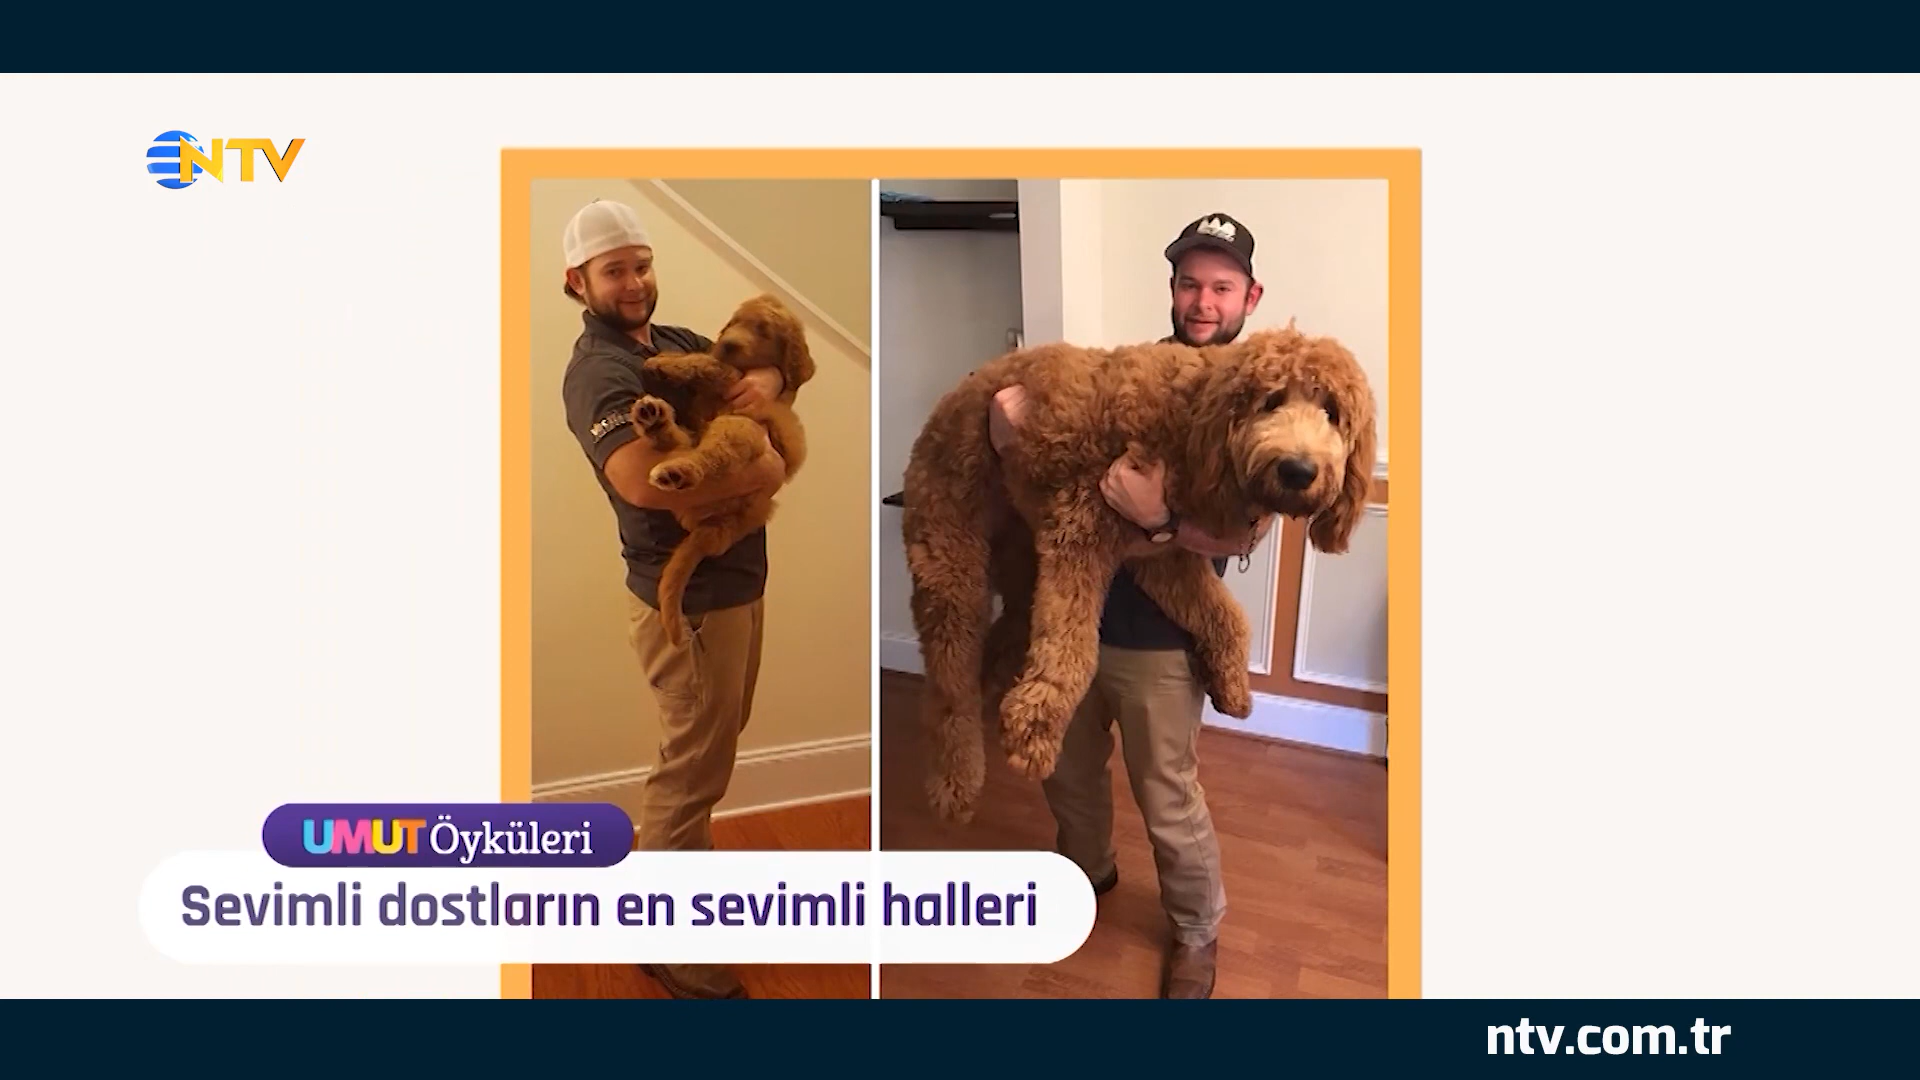 NTV
UMUT Öyküleri
Sevimli dostların en sevimli halleri
ntv.com.tr